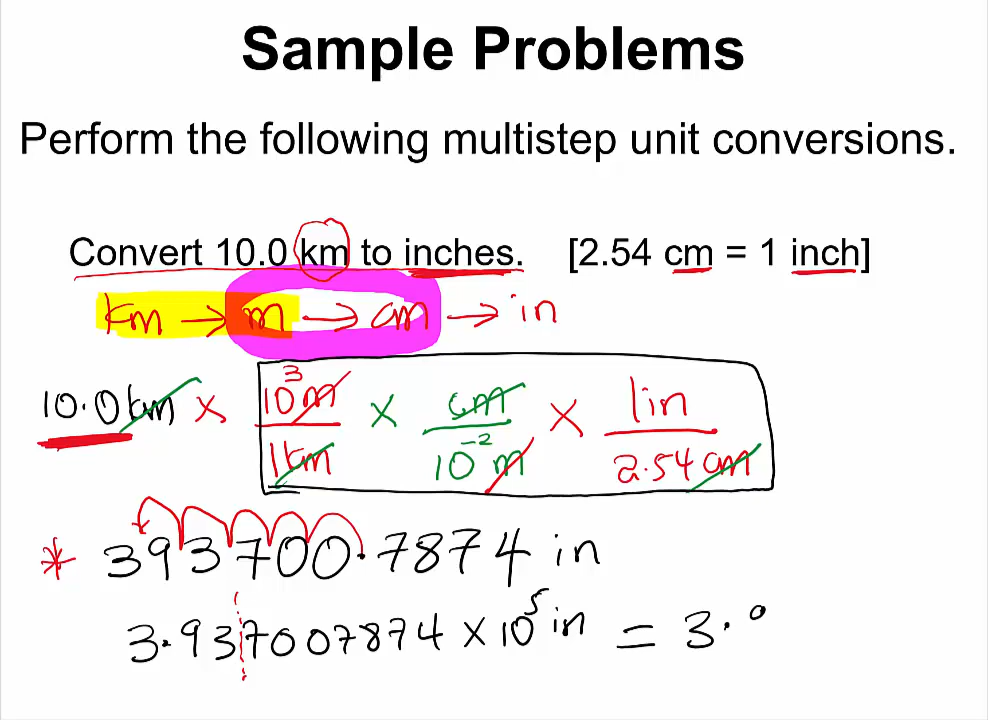 Sample Problems
Perform the following multistep unit conversions.
Convert 10.0 km to inches. [2.54 cm = 1 inch]
km → m → cm → in
10.0 km × 10³ m / 1 km × cm / 10⁻² m × 1 in / 2.54 cm
* 393700.7874 in
3.937007874 × 10⁵ in = 3.